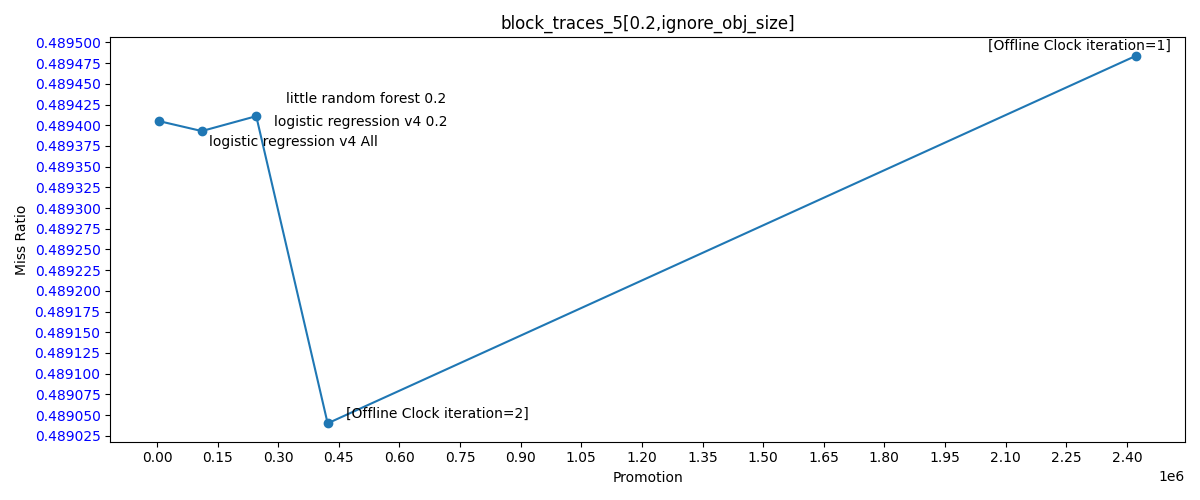 block_traces_5[0.2,ignore_obj_size]
[Offline Clock iteration=1]
little random forest 0.2
logistic regression v4 0.2
logistic regression v4 All
[Offline Clock iteration=2]
Miss Ratio
0.489500
0.489475
0.489450
0.489425
0.489400
0.489375
0.489350
0.489325
0.489300
0.489275
0.489250
0.489225
0.489200
0.489175
0.489150
0.489125
0.489100
0.489075
0.489050
0.489025
0.00 0.15 0.30 0.45 0.60 0.75 0.90 1.05 1.20 1.35 1.50 1.65 1.80 1.95 2.10 2.25 2.40
1e6
Promotion